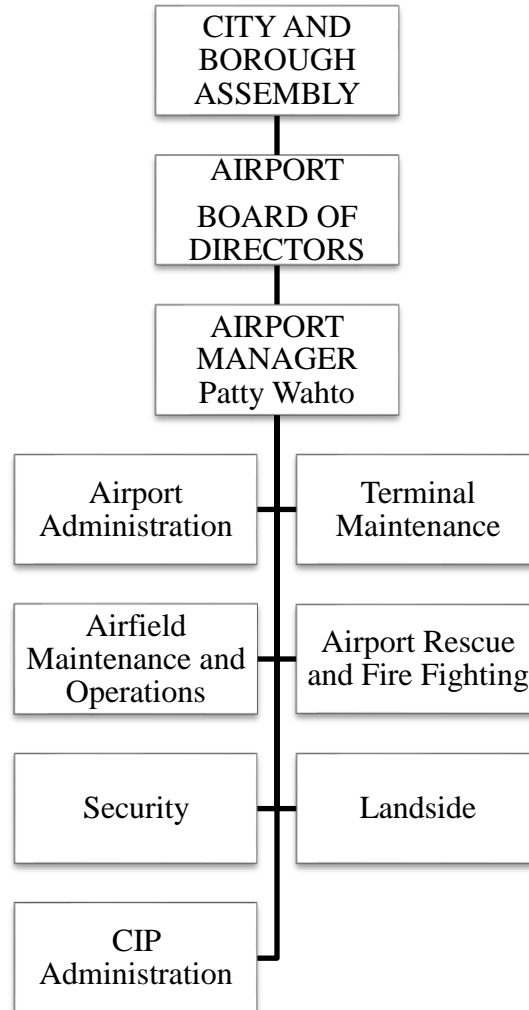 CITY AND
BOROUGH
ASSEMBLY
AIRPORT
BOARD OF
DIRECTORS
AIRPORT
MANAGER
Patty Wahto
Airport
Administration
Terminal
Maintenance
Airfield
Maintenance and
Operations
Airport Rescue
and Fire Fighting
Security
Landside
CIP
Administration